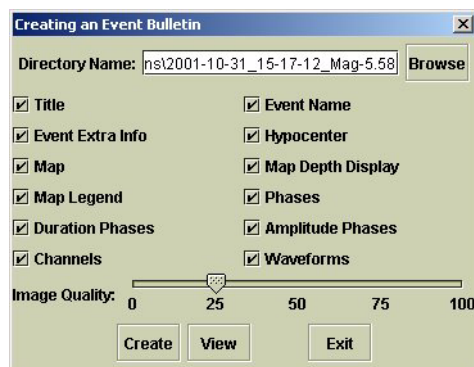 Creating an Event Bulletin
Directory Name: ns\2001-10-31_15-17-12_Mag-5.58 Browse
Title Event Name
Event Extra Info Hypocenter
Map Map Depth Display
Map Legend Phases
Duration Phases Amplitude Phases
Channels Waveforms
Image Quality: 0 25 50 75 100
Create View Exit